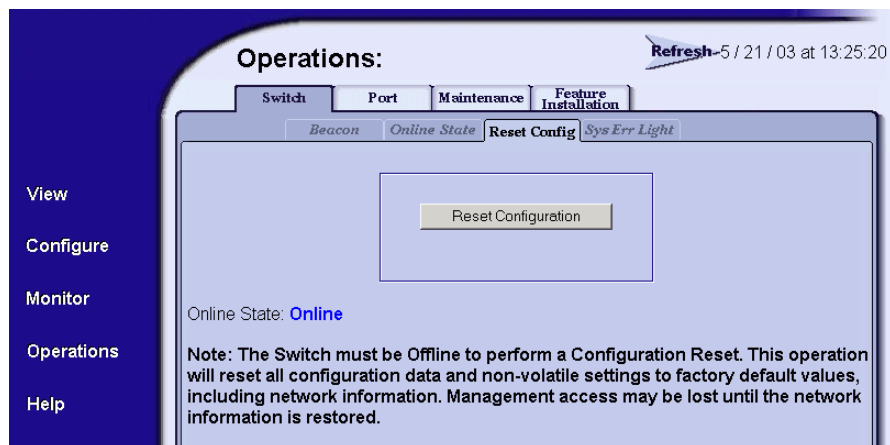 Operations:
Refresh-5 / 21 / 03 at 13:25:20
Switch
Port
Maintenance
Feature
Installation
Beacon
Online State
Reset Config
Sys Err Light
View
Configure
Monitor
Operations
Help
Reset Configuration
Online State: Online
Note: The Switch must be Offline to perform a Configuration Reset. This operation
will reset all configuration data and non-volatile settings to factory default values,
including network information. Management access may be lost until the network
information is restored.